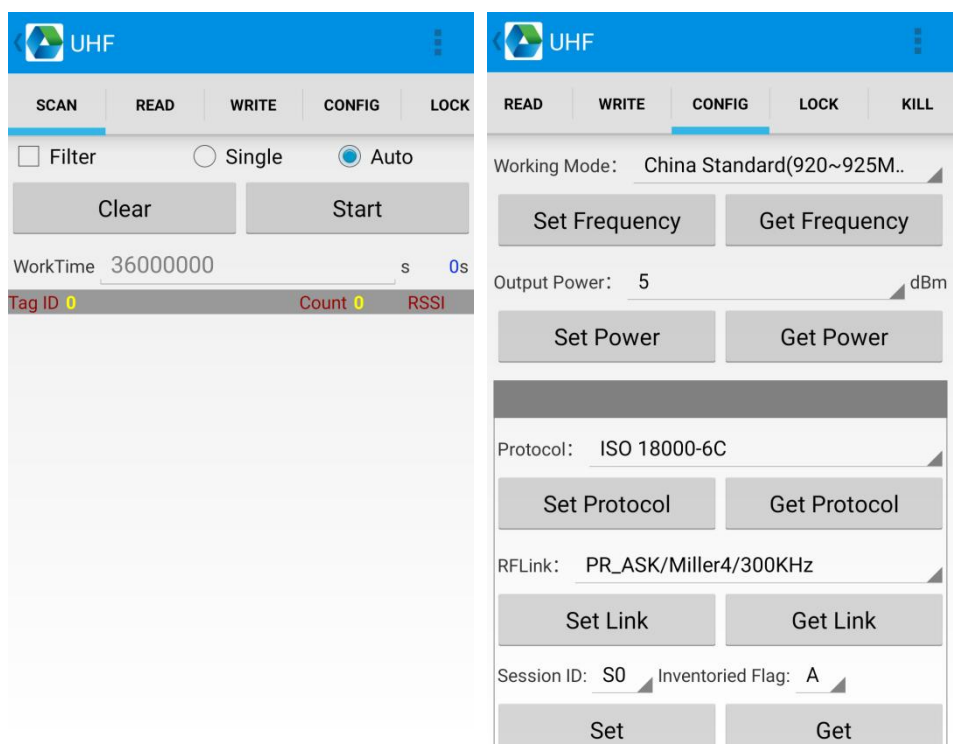 UHF
SCAN READ WRITE CONFIG LOCK
Filter Single Auto
Clear Start
WorkTime 36000000 s 0s
Tag ID 0 Count 0 RSSI
UHF
READ WRITE CONFIG LOCK KILL
Working Mode: China Standard(920~925M..
Set Frequency Get Frequency
Output Power: 5 dBm
Set Power Get Power
Protocol: ISO 18000-6C
Set Protocol Get Protocol
RFLink: PR_ASK/Miller4/300KHz
Set Link Get Link
Session ID: S0 Inventoried Flag: A
Set Get